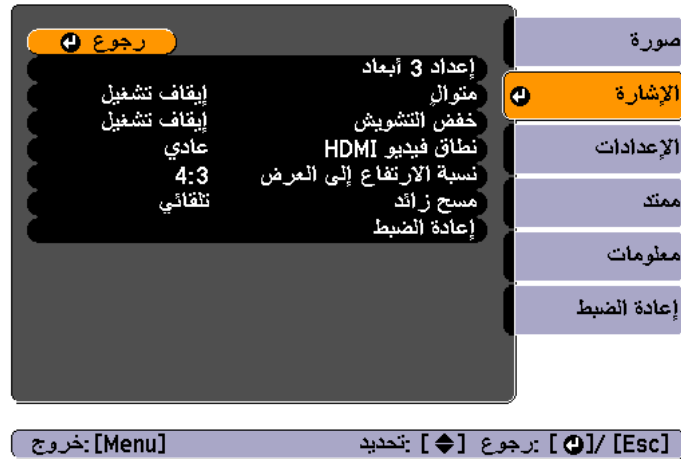 صورة
الإشارة
الإعدادات
ممتد
معلومات
إعادة الضبط
رجوع
إعداد 3 أبعاد
متوالٍ إيقاف تشغيل
خفض التشويش إيقاف تشغيل
نطاق فيديو HDMI عادي
نسبة الارتفاع إلى العرض 4:3
مسح زائد تلقائي
إعادة الضبط
[Esc] /[ ] :رجوع [ ] :تحديد [Menu] :خروج